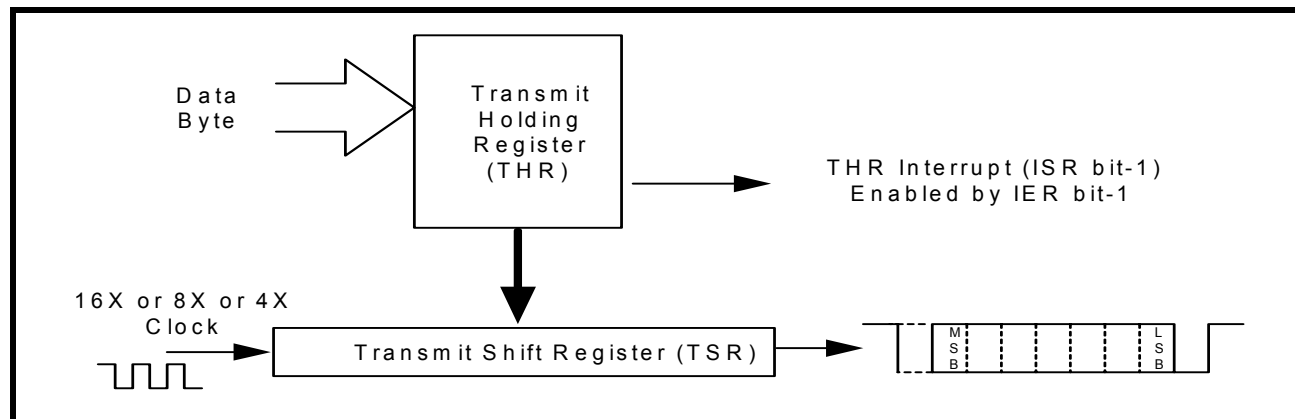 Data
Byte
Transmit
Holding
Register
(THR)
THR Interrupt (ISR bit-1)
Enabled by IER bit-1
16X or 8X or 4X
Clock
Transmit Shift Register (TSR)
M
S
B
L
S
B